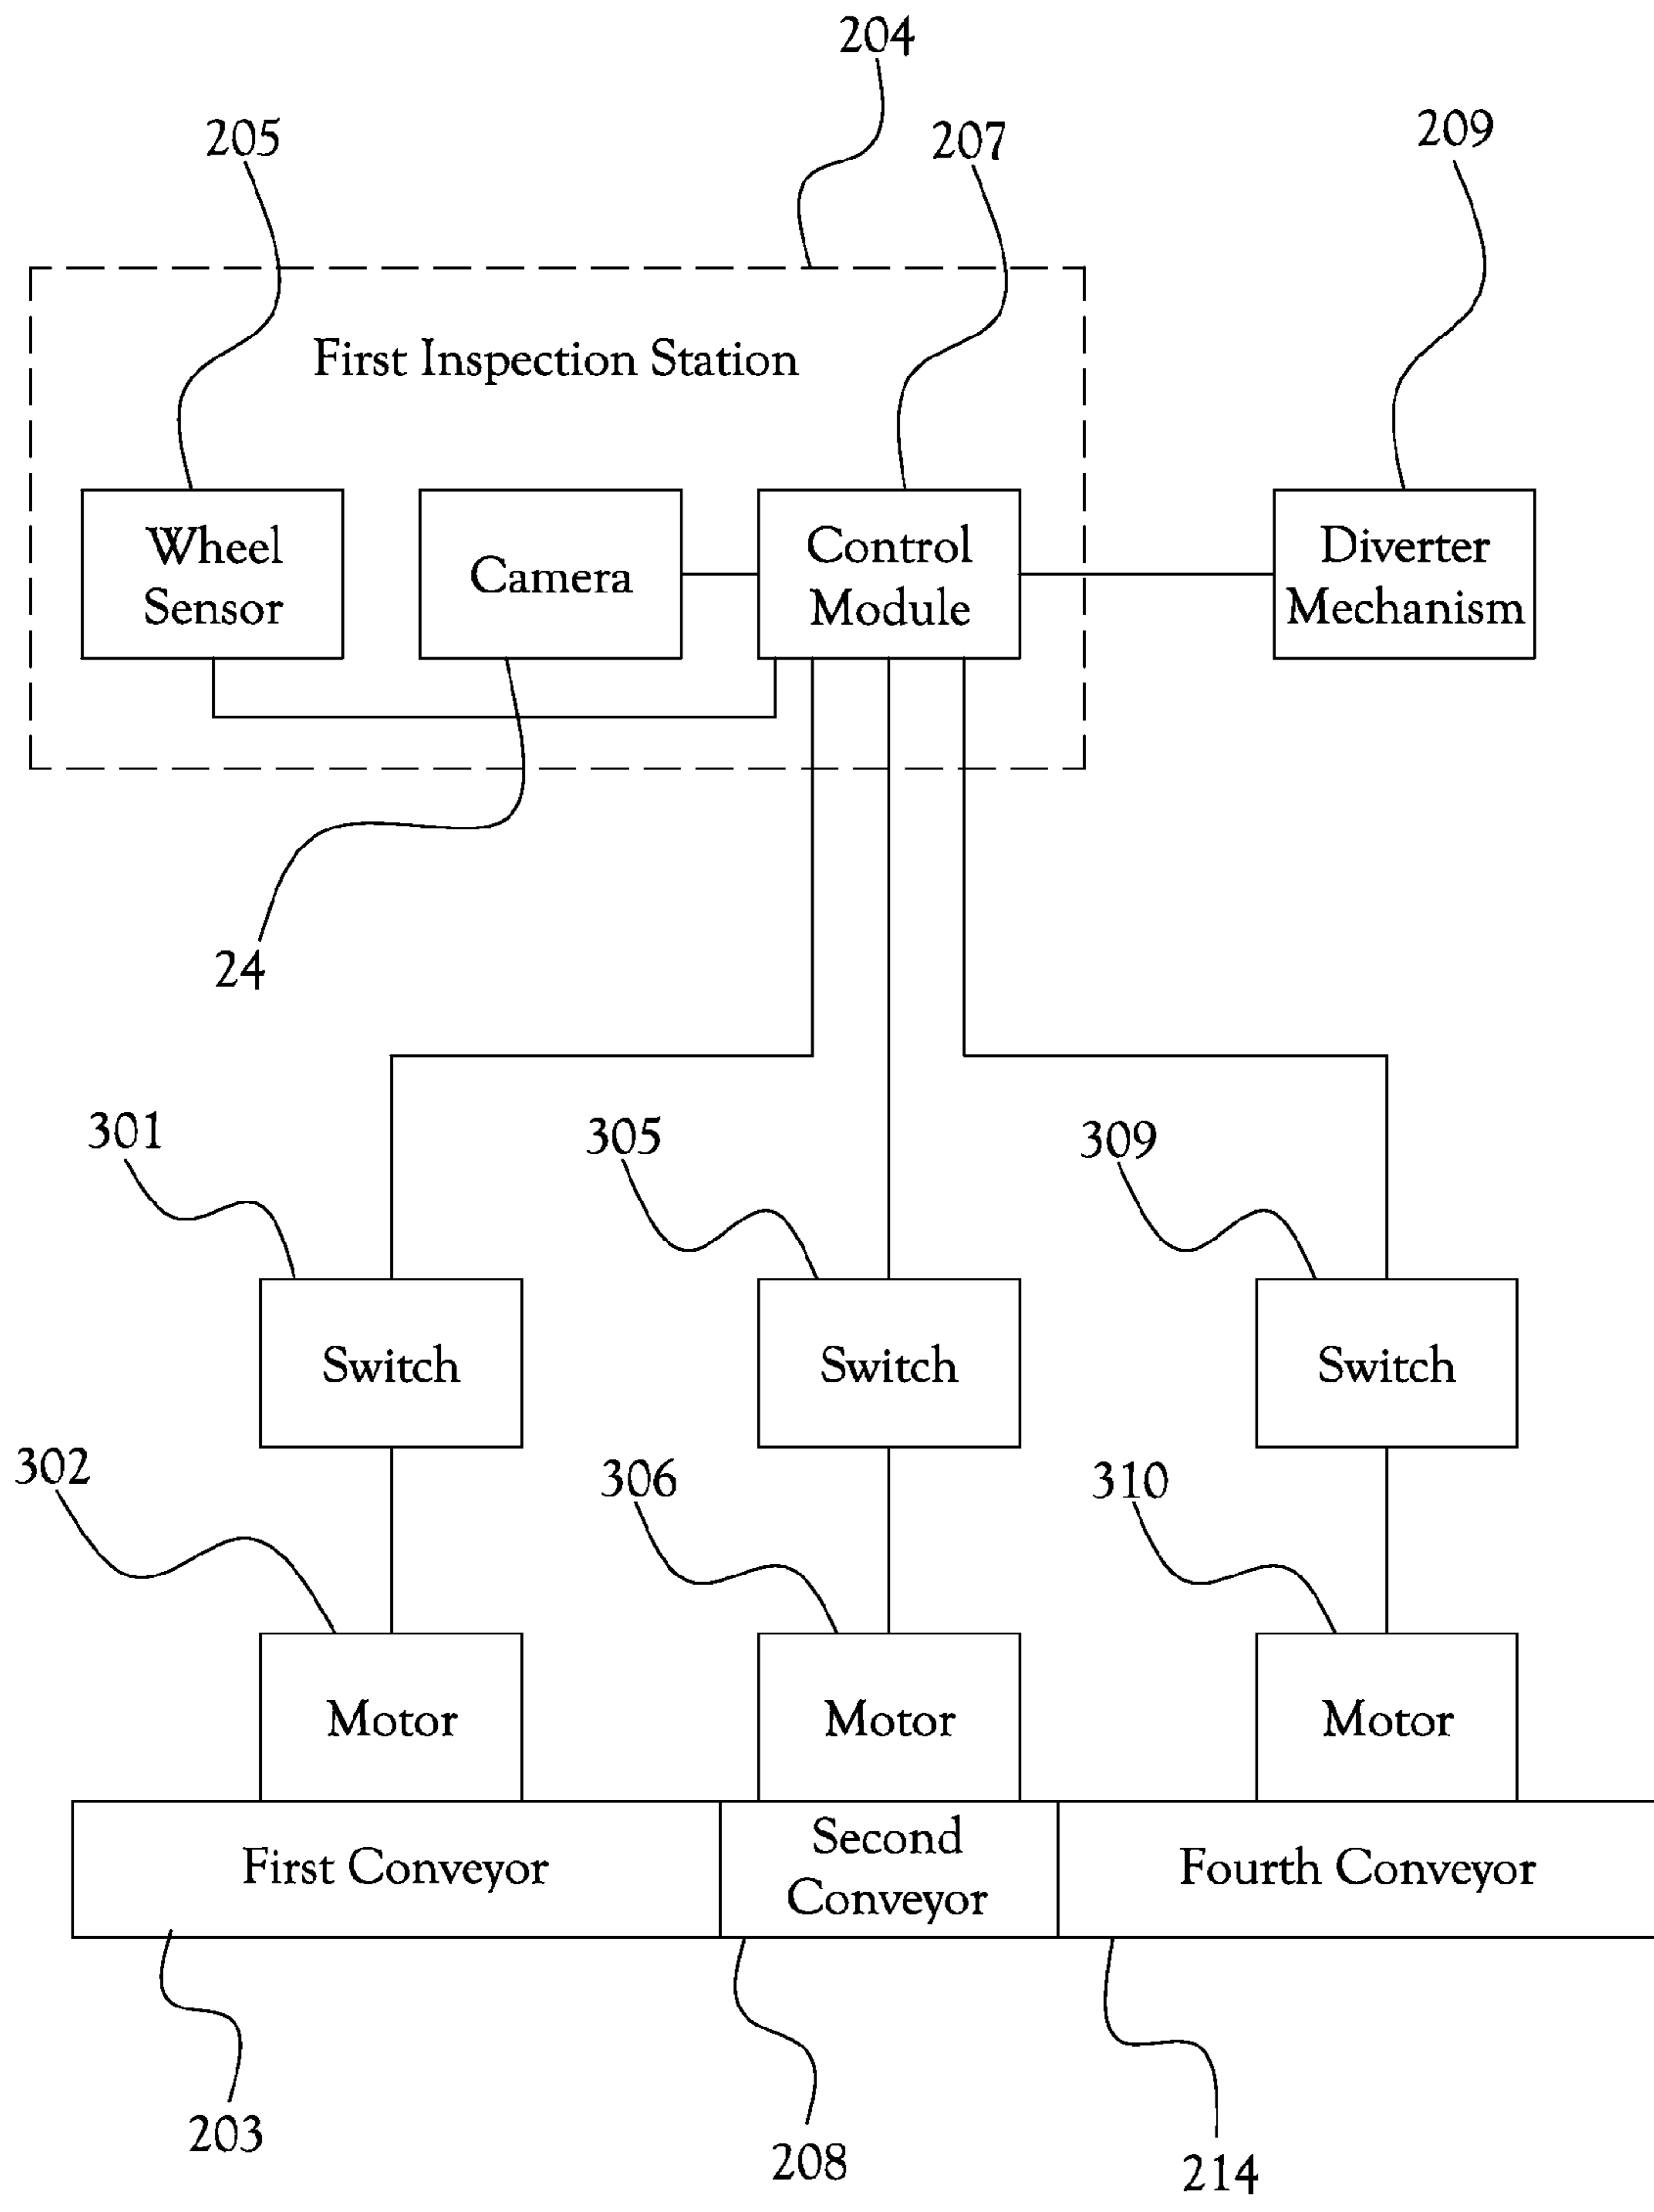 204
205
207
209
First Inspection Station
Wheel
Sensor
Camera
Control
Module
Diverter
Mechanism
24
301
305
309
Switch
Switch
Switch
302
306
310
Motor
Motor
Motor
First Conveyor
Second
Conveyor
Fourth Conveyor
203
208
214